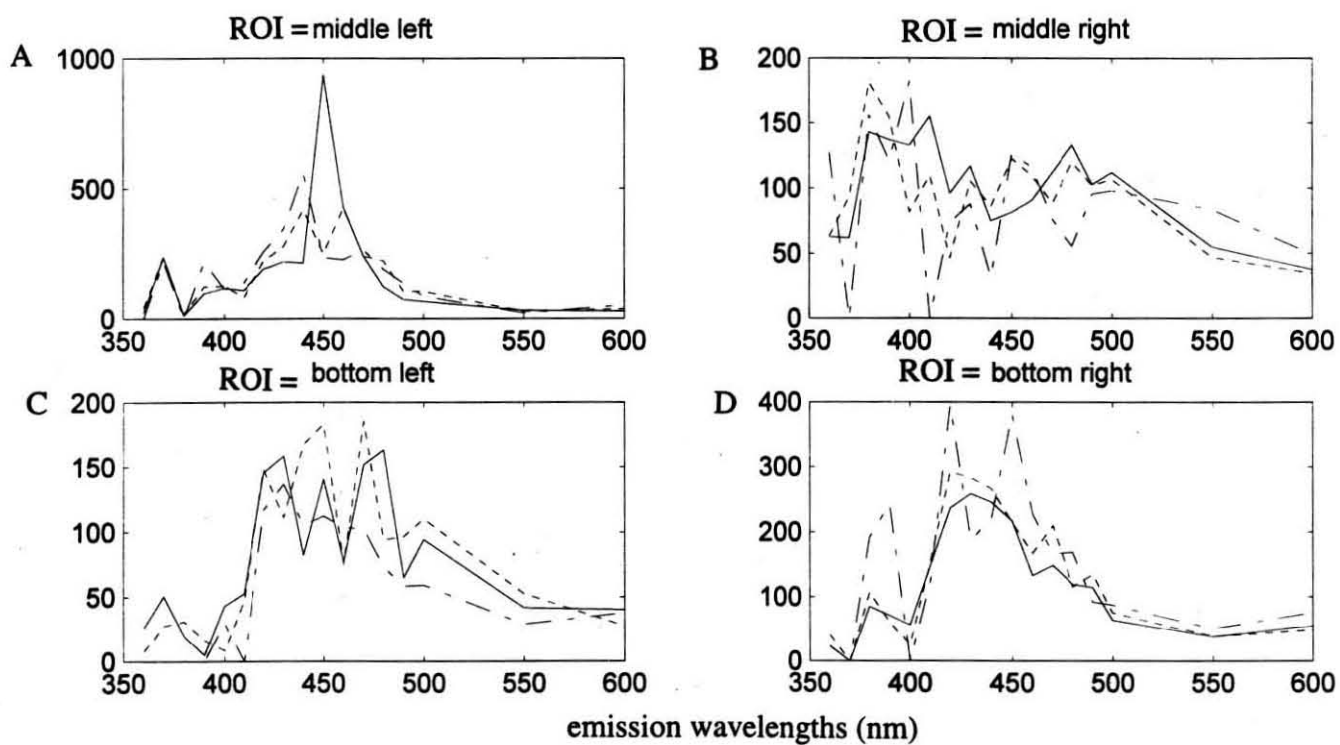 ROI = middle left
A
1000
500
0
350 400 450 500 550 600
ROI = middle right
B
200
150
100
50
0
350 400 450 500 550 600
ROI = bottom left
C
200
150
100
50
0
350 400 450 500 550 600
ROI = bottom right
D
400
300
200
100
0
350 400 450 500 550 600
emission wavelengths (nm)